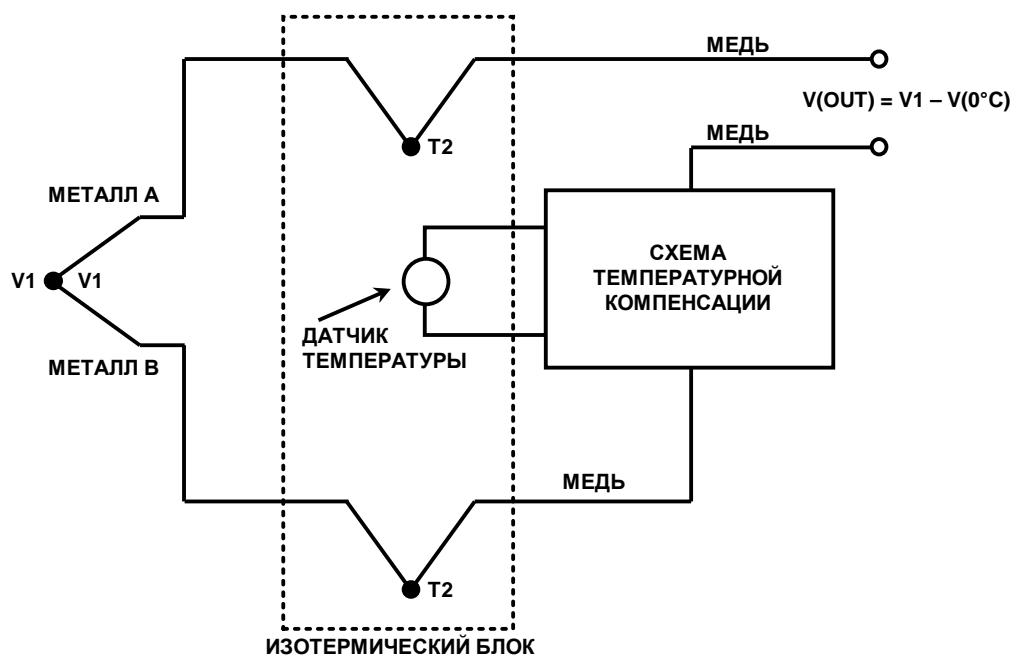 МЕДЬ
V(OUT) = V1 – V(0°C)
МЕДЬ
T2
МЕТАЛЛ A
СХЕМА
ТЕМПЕРАТУРНОЙ
КОМПЕНСАЦИИ
V1 V1
ДАТЧИК
ТЕМПЕРАТУРЫ
МЕТАЛЛ B
МЕДЬ
T2
ИЗОТЕРМИЧЕСКИЙ БЛОК